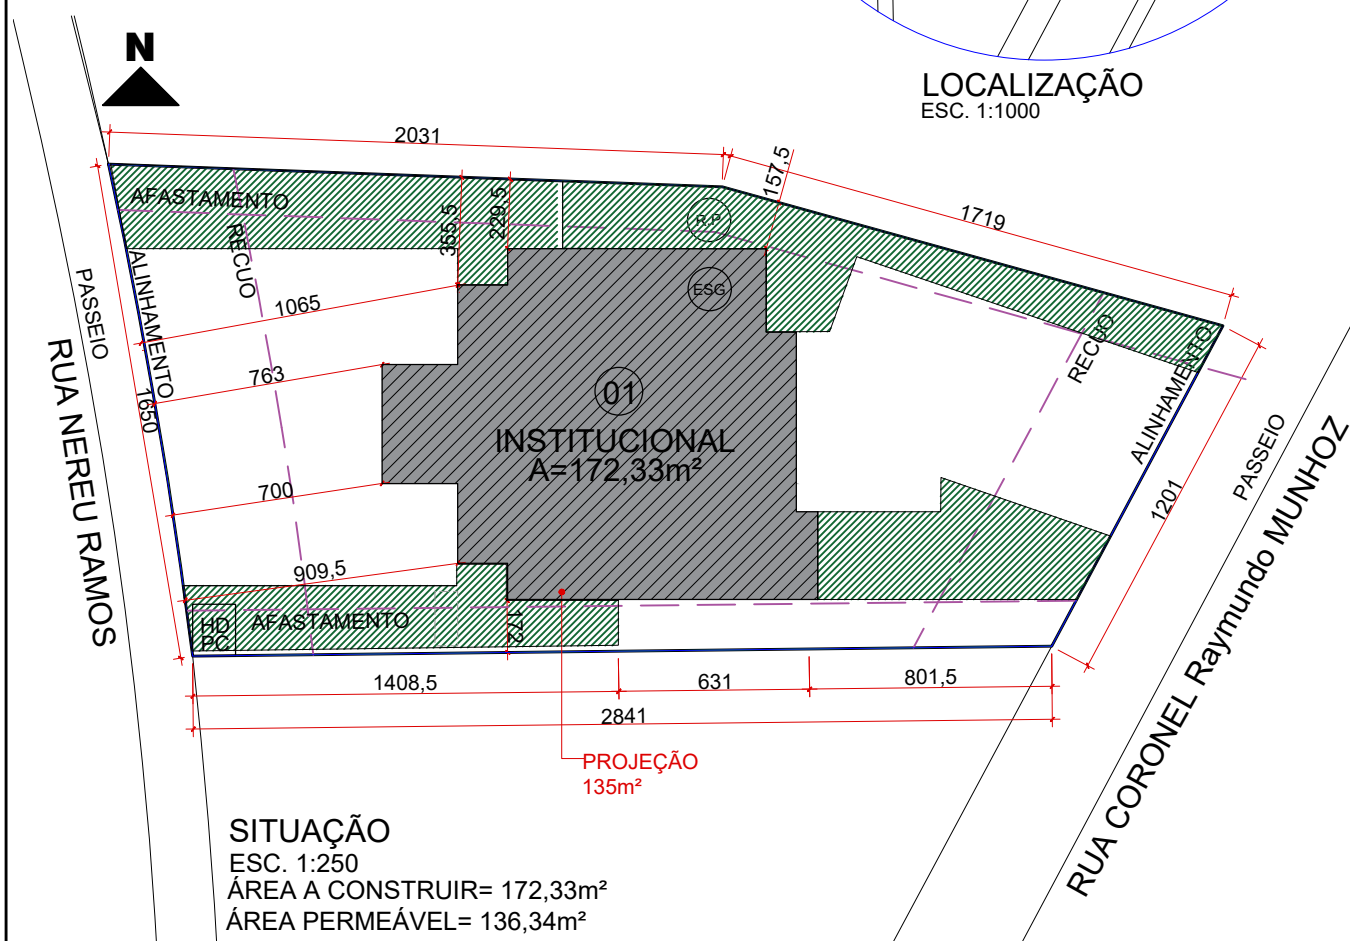 N
LOCALIZAÇÃO
ESC. 1:1000
2031
157,5
1719
AFASTAMENTO
RECUO
355,5
229,5
R.P
ESG
PASSEIO
ALINHAMENTO
RUA NEREU RAMOS
1650
1065
763
700
909,5
01
INSTITUCIONAL
A=172,33m²
RECUO
ALINHAMENTO
PASSEIO
1201
RUA CORONEL Raymundo MUNHOZ
HD
PC
AFASTAMENTO
172
1408,5
631
801,5
2841
PROJEÇÃO
135m²
SITUAÇÃO
ESC. 1:250
ÁREA A CONSTRUIR= 172,33m²
ÁREA PERMEÁVEL= 136,34m²